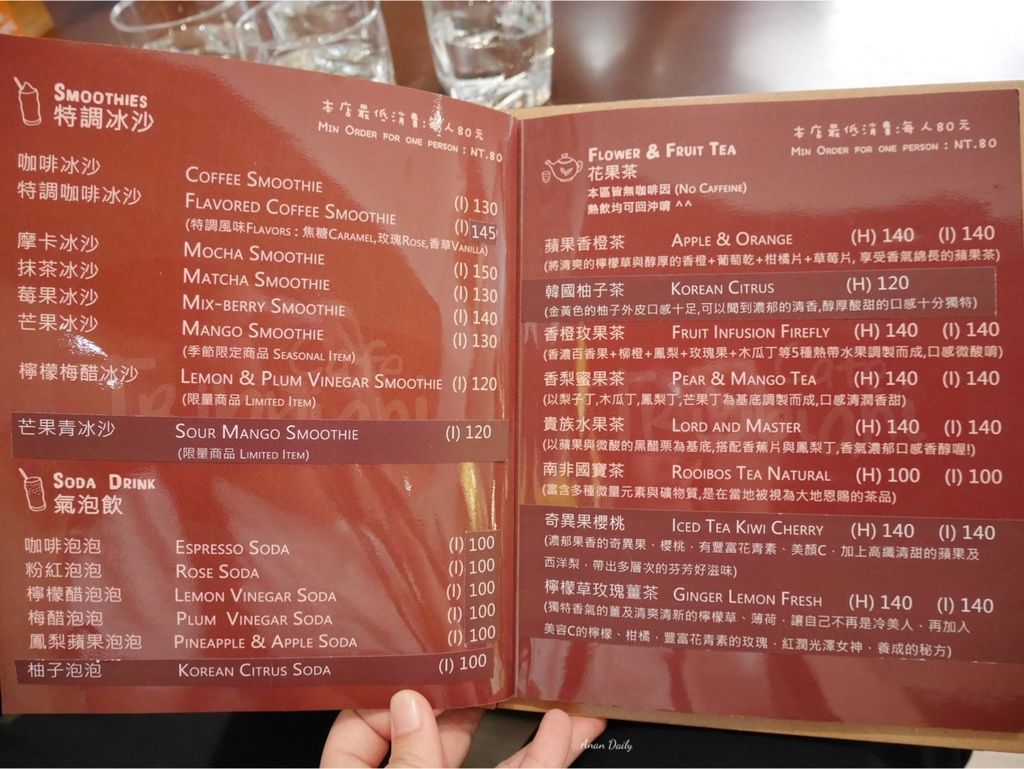 SMOOTHIES
特調冰沙
本店最低消費:每人80元
MIN ORDER FOR ONE PERSON : NT.80
咖啡冰沙 COFFEE SMOOTHIE (I) 130
特調咖啡冰沙 FLAVORED COFFEE SMOOTHIE (I) 145
(特調風味FLAVORS : 焦糖CARAMEL,玫瑰ROSE,香草VANILLA)
摩卡冰沙 MOCHA SMOOTHIE (I) 150
抹茶冰沙 MATCHA SMOOTHIE (I) 130
莓果冰沙 MIX-BERRY SMOOTHIE (I) 140
芒果冰沙 MANGO SMOOTHIE (I) 130
(季節限定商品 SEASONAL ITEM)
檸檬梅醋冰沙 LEMON & PLUM VINEGAR SMOOTHIE (I) 120
(限量商品 LIMITED ITEM)
芒果青冰沙 SOUR MANGO SMOOTHIE (I) 120
(限量商品 LIMITED ITEM)
SODA DRINK
氣泡飲
咖啡泡泡 ESPRESSO SODA (I) 100
粉紅泡泡 ROSE SODA (I) 100
檸檬醋泡泡 LEMON VINEGAR SODA (I) 100
梅醋泡泡 PLUM VINEGAR SODA (I) 100
鳳梨蘋果泡泡 PINEAPPLE & APPLE SODA (I) 100
柚子泡泡 KOREAN CITRUS SODA (I) 100
FLOWER & FRUIT TEA
花果茶
本區皆無咖啡因 (NO CAFFEINE)
熱飲均可回沖唷 ^^
本店最低消費:每人80元
MIN ORDER FOR ONE PERSON : NT.80
蘋果香橙茶 APPLE & ORANGE (H) 140 (I) 140
(將清爽的檸檬草與醇厚的香橙+葡萄乾+柑橘片+草莓片, 享受香氣綿長的蘋果茶)
韓國柚子茶 KOREAN CITRUS (H) 120
(金黃色的柚子外皮口感十足,可以聞到濃郁的清香,醇厚酸甜的口感十分獨特)
香橙玫果茶 FRUIT INFUSION FIREFLY (H) 140 (I) 140
(香濃百香果+柳橙+鳳梨+玫瑰果+木瓜丁等5種熱帶水果調製而成,口感微酸唷)
香梨蜜果茶 PEAR & MANGO TEA (H) 140 (I) 140
(以梨子丁,木瓜丁,鳳梨丁,芒果丁為基底調製而成,口感清潤香甜)
貴族水果茶 LORD AND MASTER (H) 140 (I) 140
(以蘋果與微酸的黑醋栗為基底,搭配香蕉片與鳳梨丁,香氣濃郁口感香醇喔!)
南非國寶茶 ROOIBOS TEA NATURAL (H) 100 (I) 100
(富含多種微量元素與礦物質,是在當地被視為大地恩賜的茶品)
奇異果櫻桃 ICED TEA KIWI CHERRY (H) 140 (I) 140
(濃郁果香的奇異果、櫻桃，有豐富花青素、美顏C，加上高纖清甜的蘋果及
西洋梨，帶出多層次的芬芳好滋味)
檸檬草玫瑰薑茶 GINGER LEMON FRESH (H) 140 (I) 140
(獨特香氣的薑及清爽清新的檸檬草、薄荷，讓自己不再是冷美人，再加入
美容C的檸檬、柑橘，豐富花青素的玫瑰，紅潤光澤女神，養成的秘方)
Anan Daily